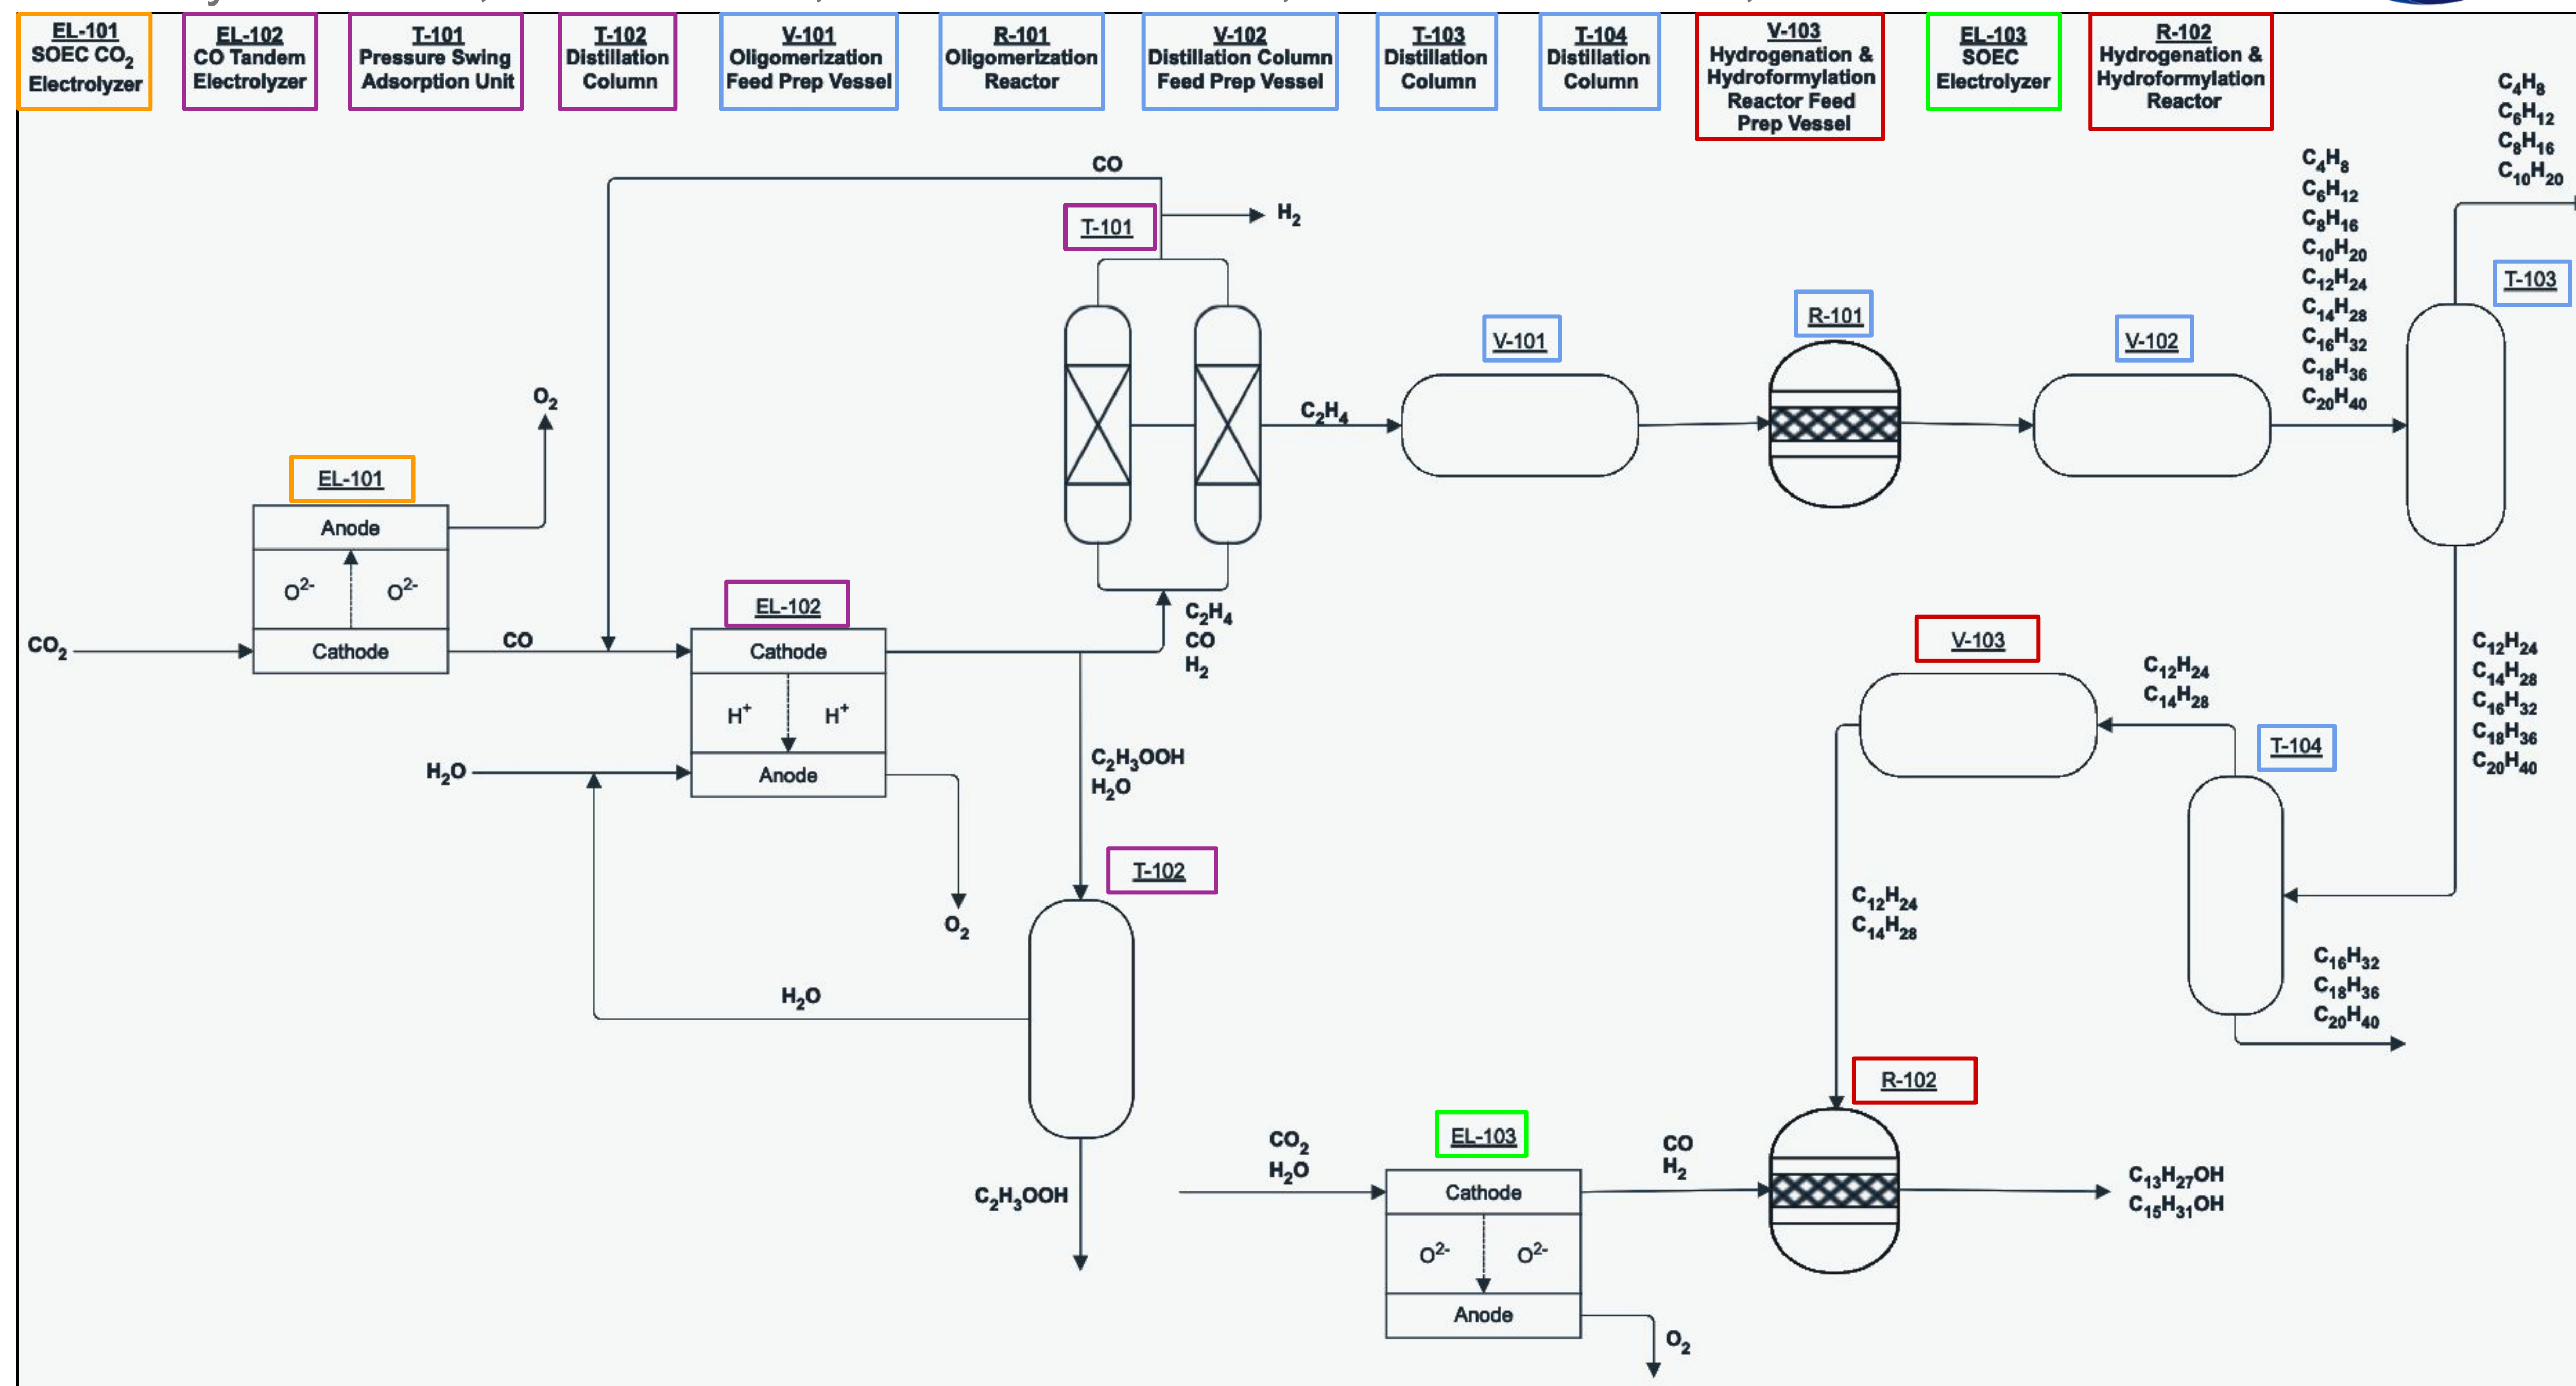 EL-101
SOEC CO₂
Electrolyzer
EL-102
CO Tandem
Electrolyzer
T-101
Pressure Swing
Adsorption Unit
T-102
Distillation
Column
V-101
Oligomerization
Feed Prep Vessel
R-101
Oligomerization
Reactor
V-102
Distillation Column
Feed Prep Vessel
T-103
Distillation
Column
T-104
Distillation
Column
V-103
Hydrogenation &
Hydroformylation
Reactor Feed
Prep Vessel
EL-103
SOEC
Electrolyzer
R-102
Hydrogenation &
Hydroformylation
Reactor
CO
H₂
T-101
C₄H₈
C₆H₁₂
C₈H₁₆
C₁₀H₂₀
C₄H₈
C₆H₁₂
C₈H₁₆
C₁₀H₂₀
C₁₂H₂₄
C₁₄H₂₈
C₁₆H₃₂
C₁₈H₃₆
C₂₀H₄₀
T-103
V-101
R-101
V-102
C₂H₄
O₂
EL-101
Anode
O²⁻ O²⁻
Cathode
CO₂
CO
EL-102
Cathode
H⁺ H⁺
Anode
H₂O
C₂H₄
CO
H₂
C₂H₃OOH
H₂O
O₂
T-102
H₂O
C₂H₃OOH
V-103
C₁₂H₂₄
C₁₄H₂₈
T-104
C₁₂H₂₄
C₁₄H₂₈
C₁₆H₃₂
C₁₈H₃₆
C₂₀H₄₀
C₁₂H₂₄
C₁₄H₂₈
C₁₆H₃₂
C₁₈H₃₆
C₂₀H₄₀
R-102
EL-103
CO₂
H₂O
CO
H₂
Cathode
O²⁻ O²⁻
Anode
O₂
C₁₃H₂₇OH
C₁₅H₃₁OH